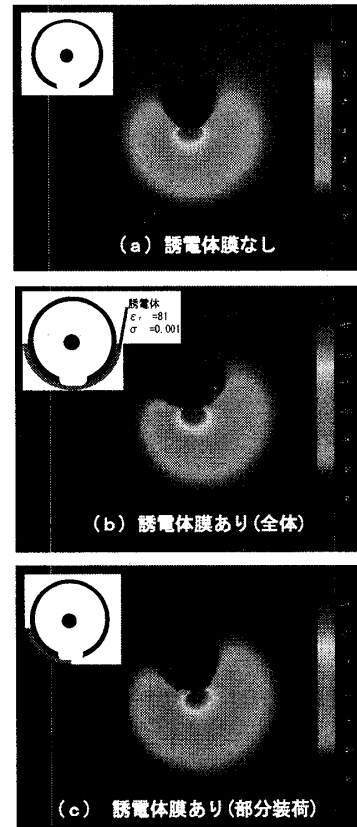 (a) 誘電体膜なし
誘電体
εr =81
σ =0.001
(b) 誘電体膜あり(全体)
(c) 誘電体膜あり(部分装荷)